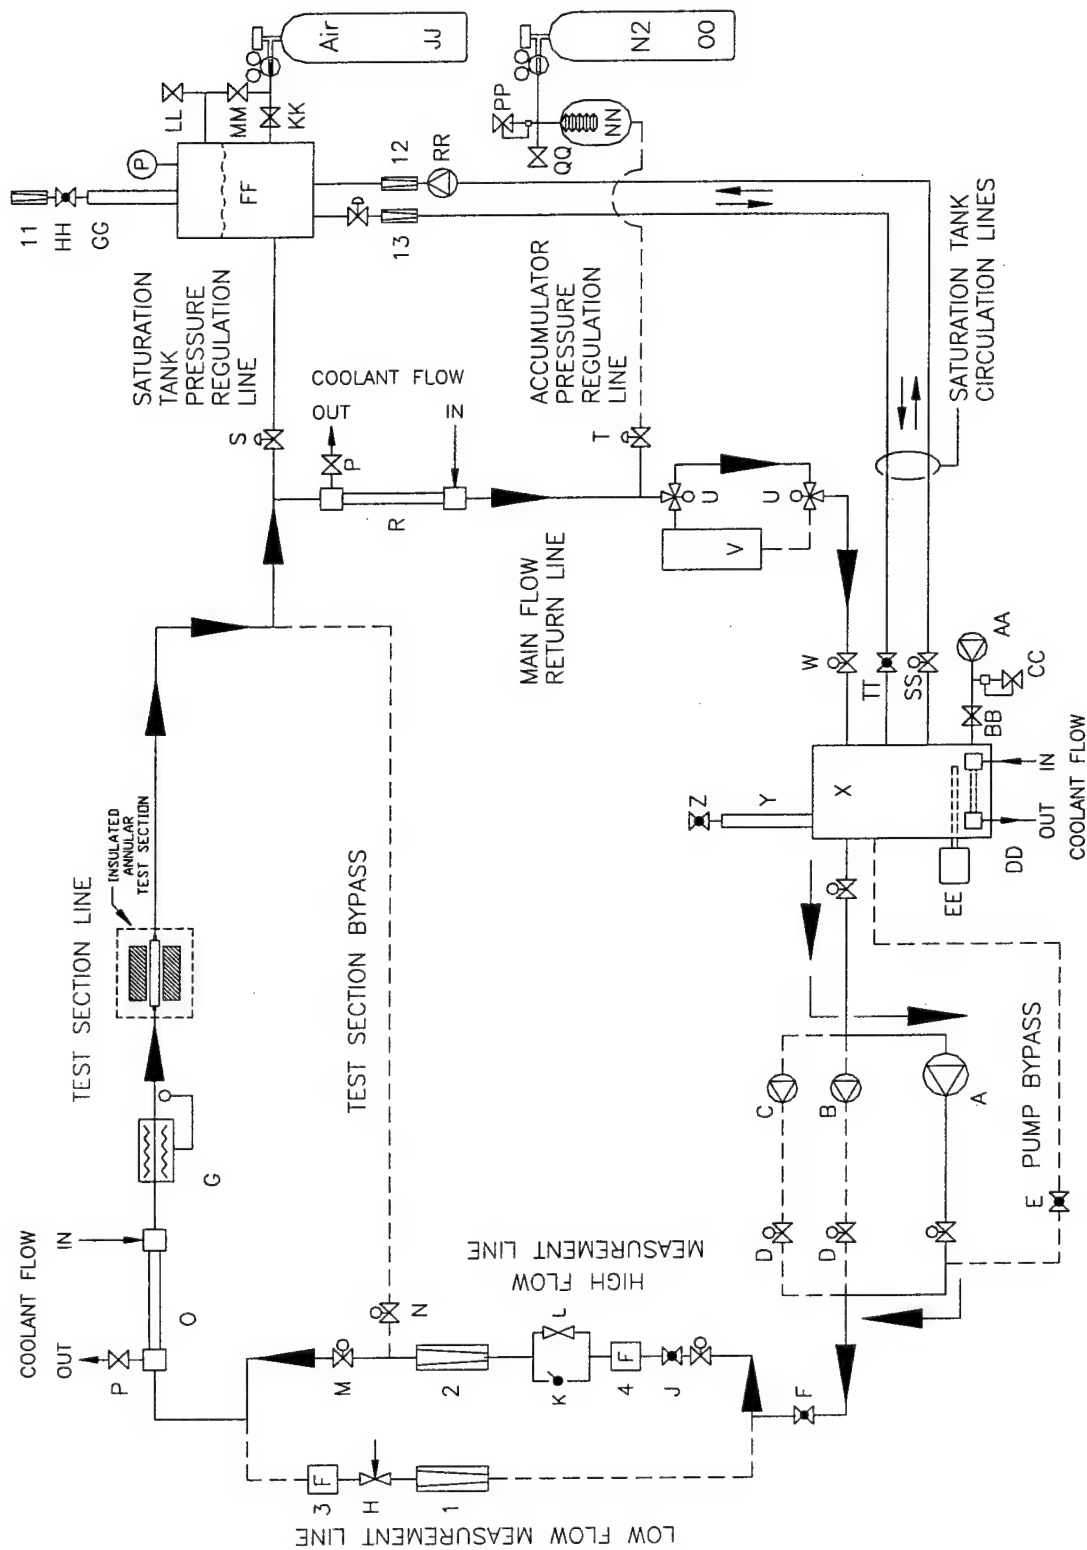 LOW FLOW MEASUREMENT LINE
3
F
H
1
COOLANT FLOW
OUT
IN
P
O
G
M
N
2
L
K
F
4
J
F
HIGH FLOW
MEASUREMENT LINE
TEST SECTION LINE
INSULATED
ANNULAR
TEST SECTION
TEST SECTION BYPASS
D
D
C
B
A
E
PUMP BYPASS
EE
DD
X
Y
Z
OUT
IN
COOLANT FLOW
BB
CC
AA
W
TT
SS
MAIN FLOW
RETURN LINE
V
U
U
R
P
OUT
IN
COOLANT FLOW
S
T
SATURATION
TANK
PRESSURE
REGULATION
LINE
ACCUMULATOR
PRESSURE
REGULATION
LINE
SATURATION TANK
CIRCULATION LINES
11
HH
GG
P
FF
12
RR
13
LL
MM
KK
Air
JJ
PP
QQ
NN
N2
OO